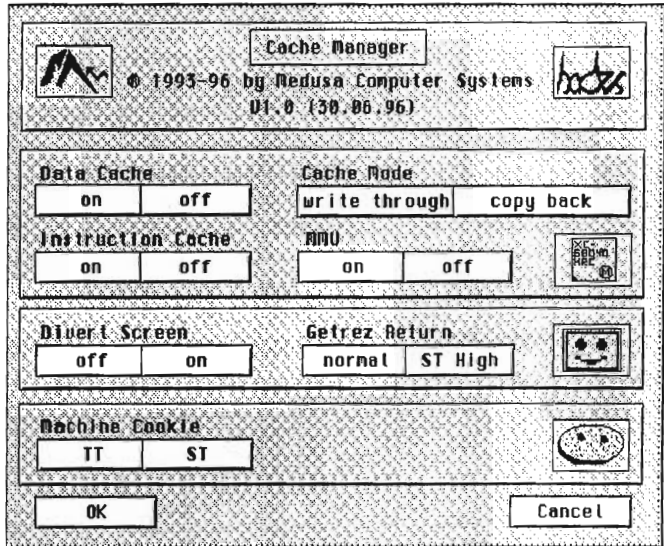 Cache Manager
© 1993-96 by Medusa Computer Systems
V1.0 (30.06.96)
Data Cache
Cache Mode
on off
write through copy back
Instruction Cache
MMU
on off
on off
XC-
68040
Divert Screen
Getrez Return
off on
normal ST High
Machine Cookie
TT ST
OK
Cancel